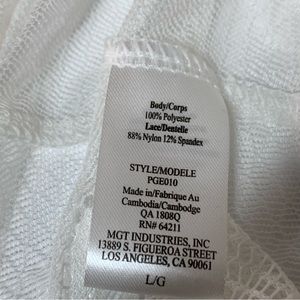 Body/Corps
100% Polyester
Lace/Dentelle
88% Nylon 12% Spandex
STYLE/MODELE
PGE010
Made in/Fabrique Au
Cambodia/Cambodge
QA 1808Q
RN# 64211
MGT INDUSTRIES, INC
13889 S. FIGUEROA STREET
LOS ANGELES, CA 90061
L/G